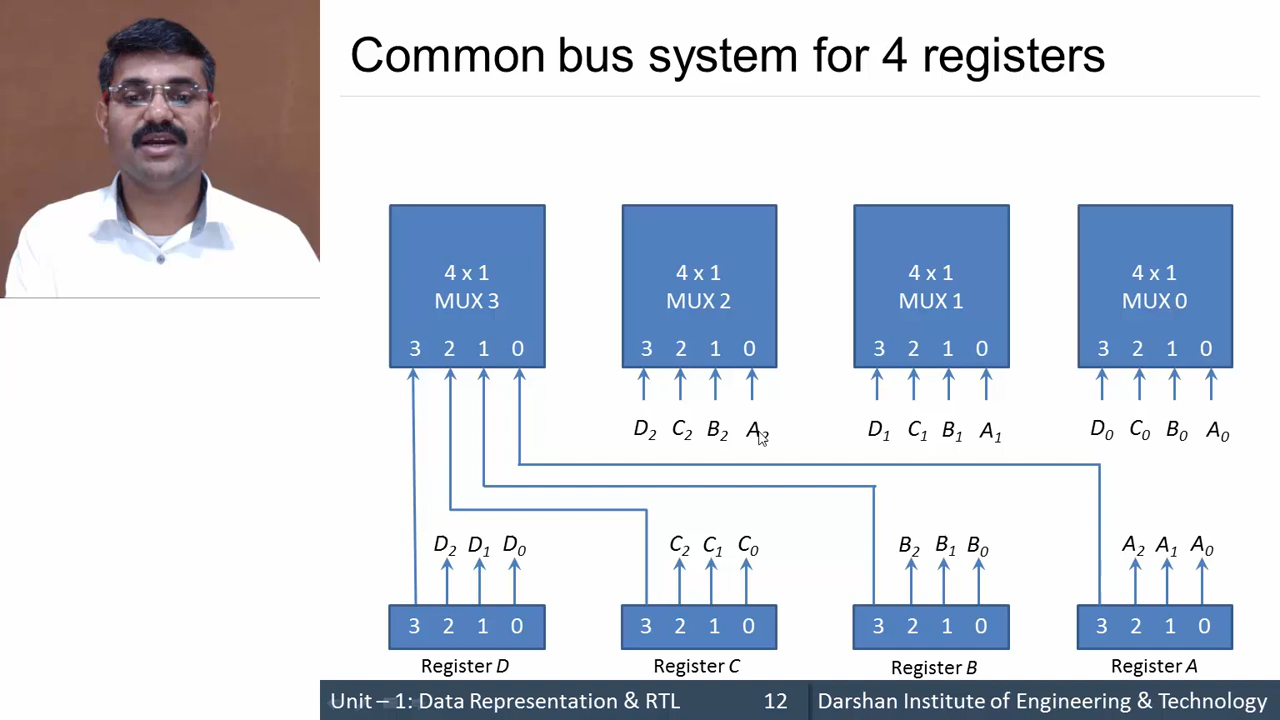 Common bus system for 4 registers
4 x 1
MUX 3
3 2 1 0
4 x 1
MUX 2
3 2 1 0
4 x 1
MUX 1
3 2 1 0
4 x 1
MUX 0
3 2 1 0
D2 C2 B2 A2
D1 C1 B1 A1
D0 C0 B0 A0
D2 D1 D0
C2 C1 C0
B2 B1 B0
A2 A1 A0
3 2 1 0
3 2 1 0
3 2 1 0
3 2 1 0
Register D
Register C
Register B
Register A
Unit – 1: Data Representation & RTL
12
Darshan Institute of Engineering & Technology